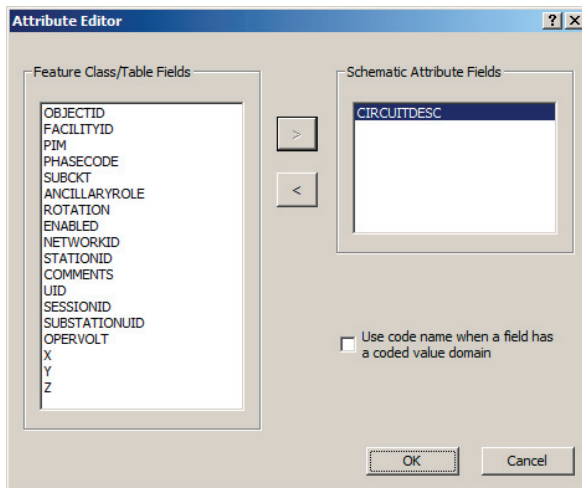 Attribute Editor
Feature Class/Table Fields
OBJECTID
FACILITYID
PIM
PHASECODE
SUBCKT
ANCILLARYROLE
ROTATION
ENABLED
NETWORKID
STATIONID
COMMENTS
UID
SESSIONID
SUBSTATIONUID
OPERVOLT
X
Y
Z
>
<
Schematic Attribute Fields
CIRCUITDESC
Use code name when a field has
a coded value domain
OK
Cancel